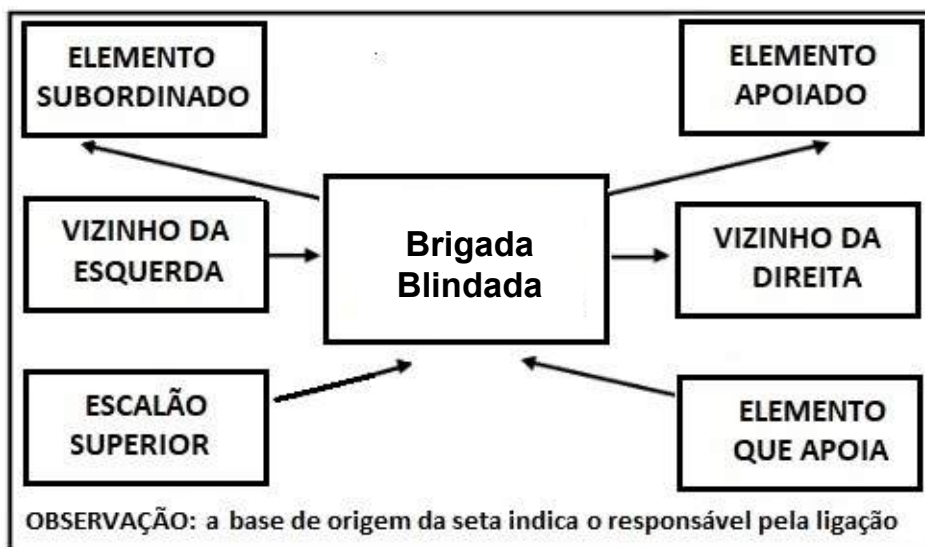 ELEMENTO
SUBORDINADO
ELEMENTO
APOIADO
VIZINHO DA
ESQUERDA
Brigada
Blindada
VIZINHO DA
DIREITA
ESCALÃO
SUPERIOR
ELEMENTO
QUE APOIA
OBSERVAÇÃO: a base de origem da seta indica o responsável pela ligação